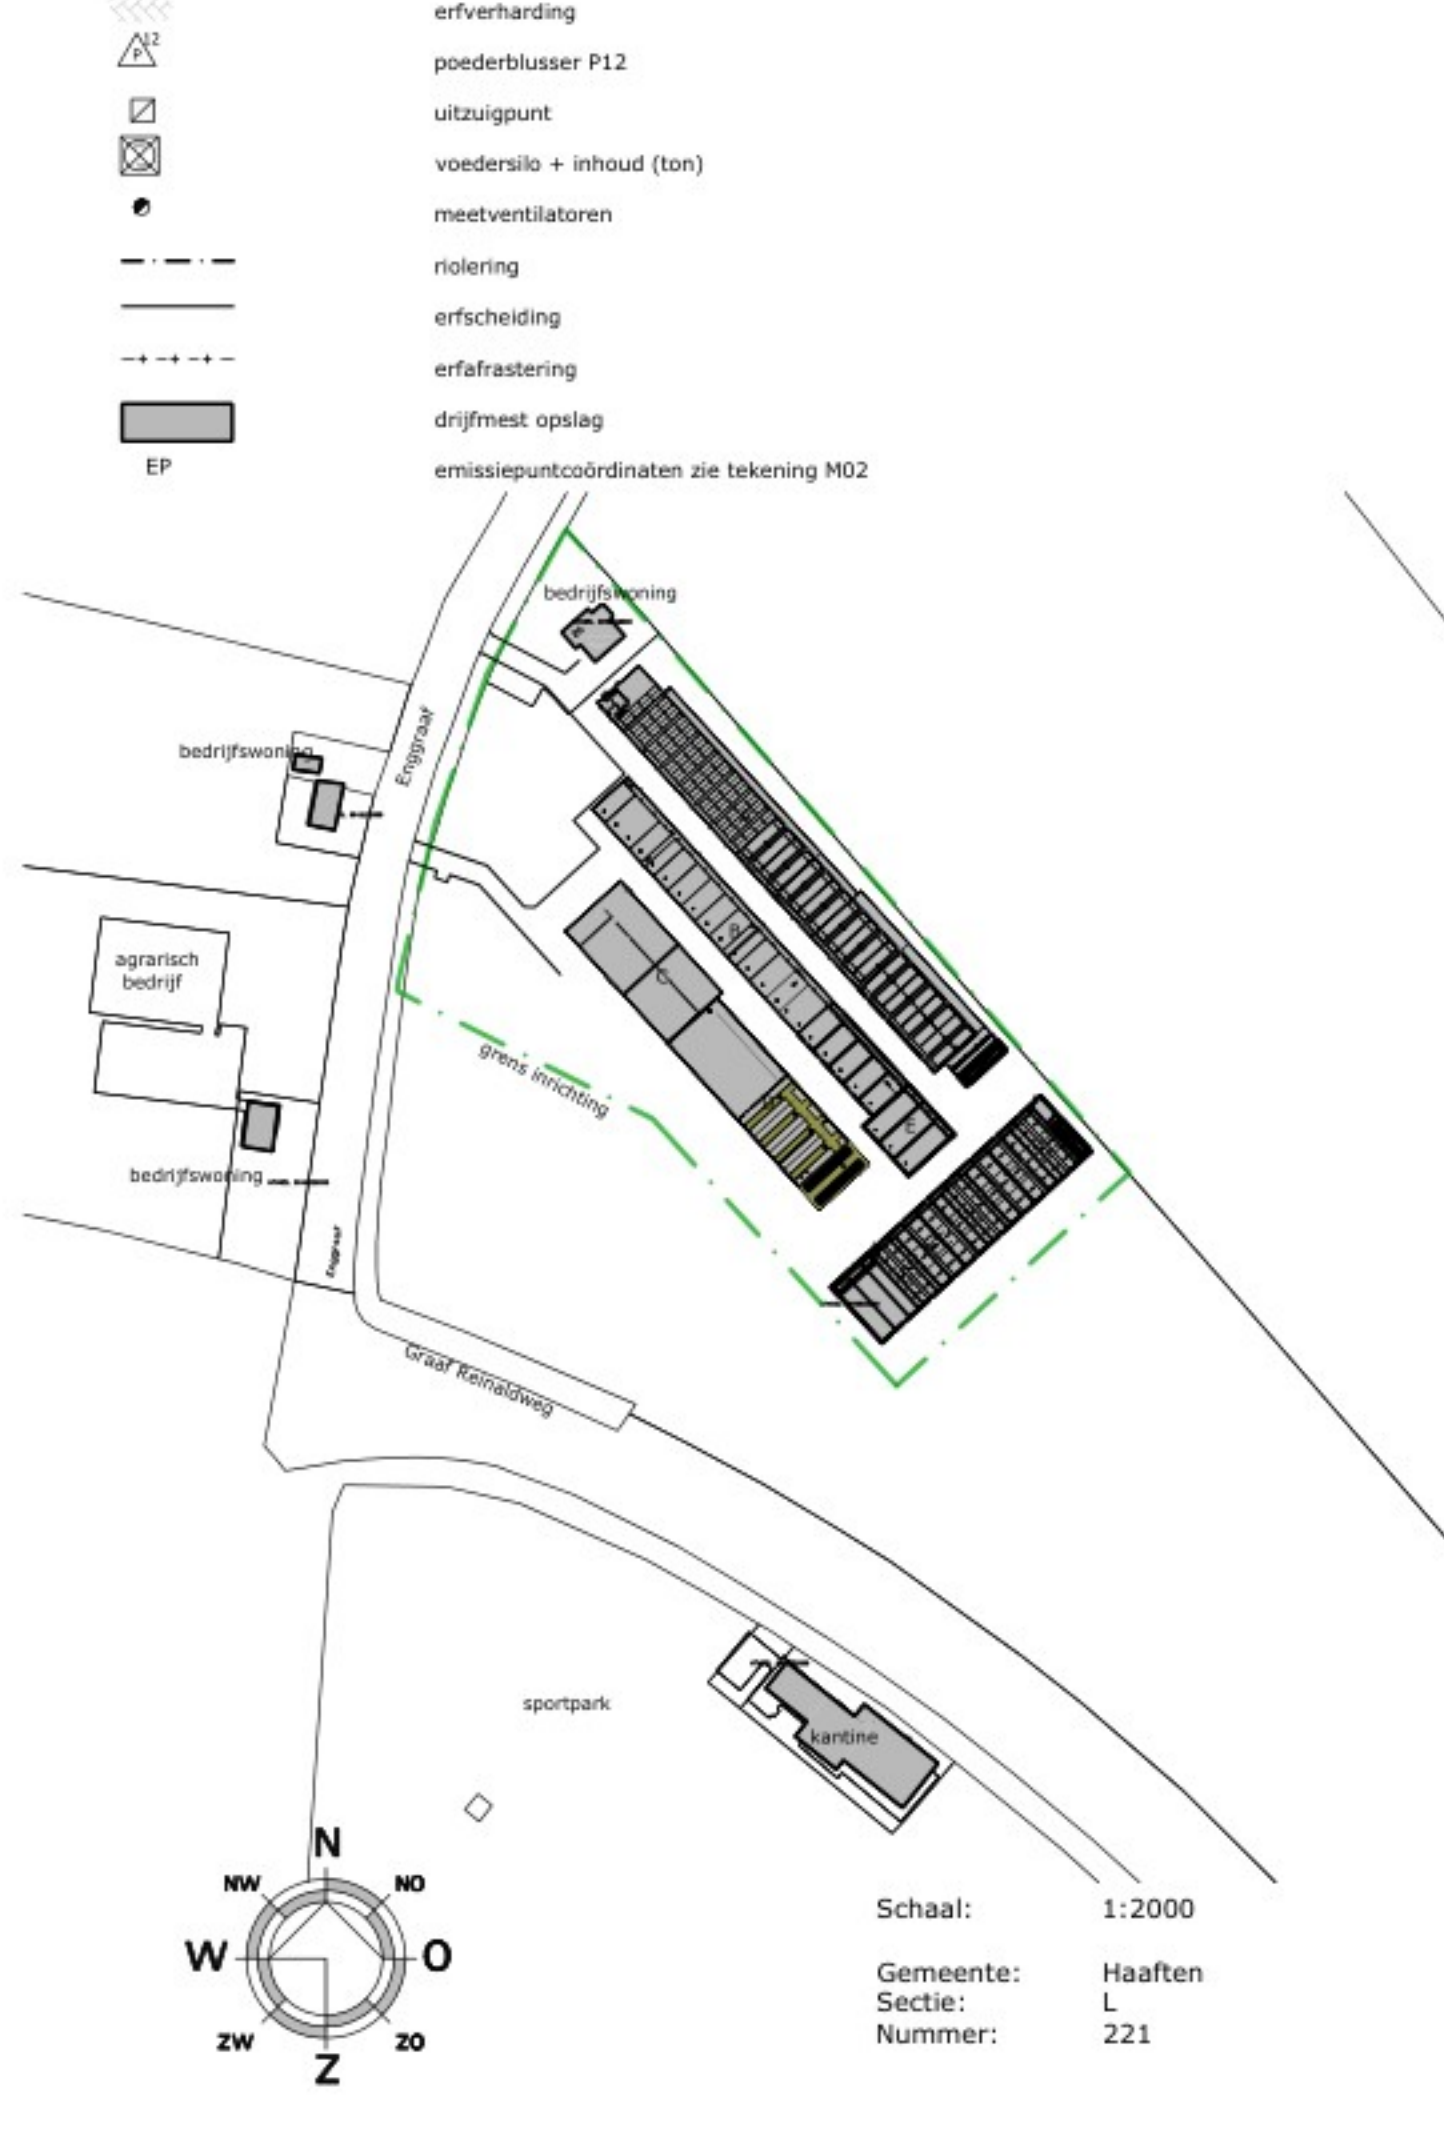 erfverharding
12
P
poederblusser P12
uitzuigpunt
voedersilo + inhoud (ton)
meetventilatoren
riolering
erfscheiding
erfafrastering
drijfmest opslag
EP
emissiepuntcoördinaten zie tekening M02
bedrijfswoning
Enggraaf
bedrijfswoning
B
agrarisch
bedrijf
C
grens inrichting
E
bedrijfswoning
Enggraaf
Graaf Reinaldweg
sportpark
kantine
N
NW
NO
W
O
ZW
ZO
Z
Schaal: 1:2000
Gemeente: Haaften
Sectie: L
Nummer: 221